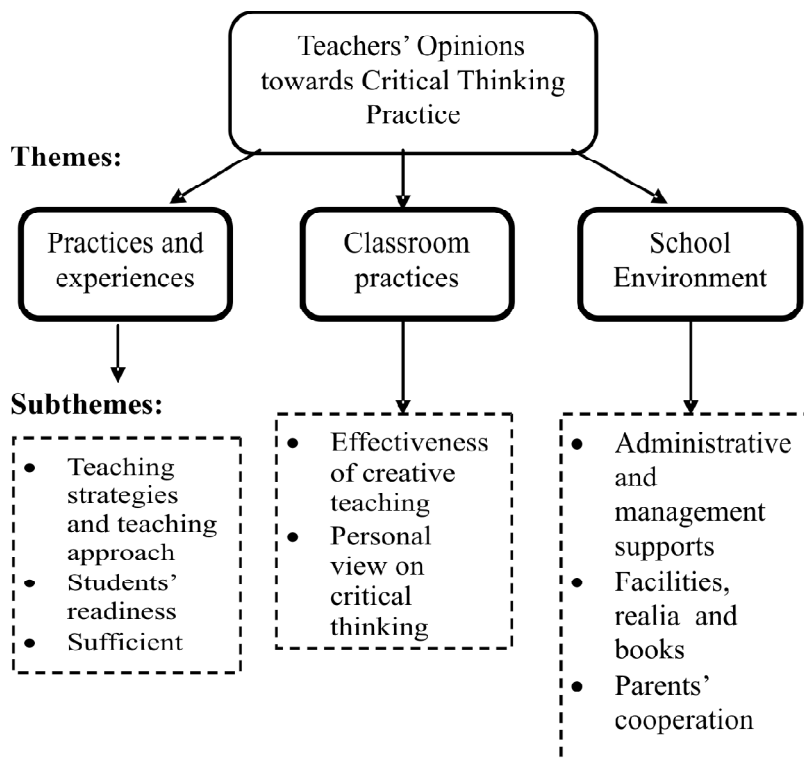 Teachers’ Opinions
towards Critical Thinking
Practice
Themes:
Practices and
experiences
Classroom
practices
School
Environment
Subthemes:
• Teaching
strategies
and teaching
approach
• Students’
readiness
• Sufficient
• Effectiveness
of creative
teaching
• Personal
view on
critical
thinking
• Administrative
and
management
supports
• Facilities,
realia and
books
• Parents’
cooperation